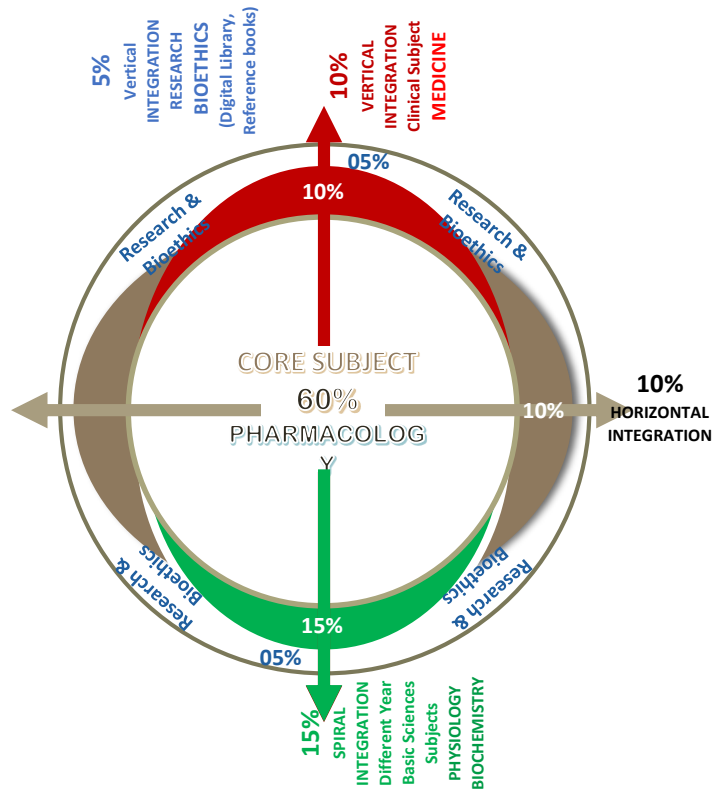 5%
Vertical
INTEGRATION
RESEARCH
BIOETHICS
(Digital Library,
Reference books)
10%
VERTICAL
INTEGRATION
Clinical Subject
MEDICINE
05%
10%
Research &
Bioethics
Research &
Bioethics
CORE SUBJECT
60%
PHARMACOLOG
Y
10%
10%
HORIZONTAL
INTEGRATION
Research &
Bioethics
Research &
Bioethics
15%
05%
15%
SPIRAL
INTEGRATION
Different Year
Basic Sciences
Subjects
PHYSIOLOGY
BIOCHEMISTRY